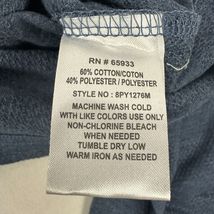 RN # 65933
60% COTTON/COTON
40% POLYESTER / POLYESTER
STYLE NO : 8PY1276M
MACHINE WASH COLD
WITH LIKE COLORS USE ONLY
NON-CHLORINE BLEACH
WHEN NEEDED
TUMBLE DRY LOW
WARM IRON AS NEEDED